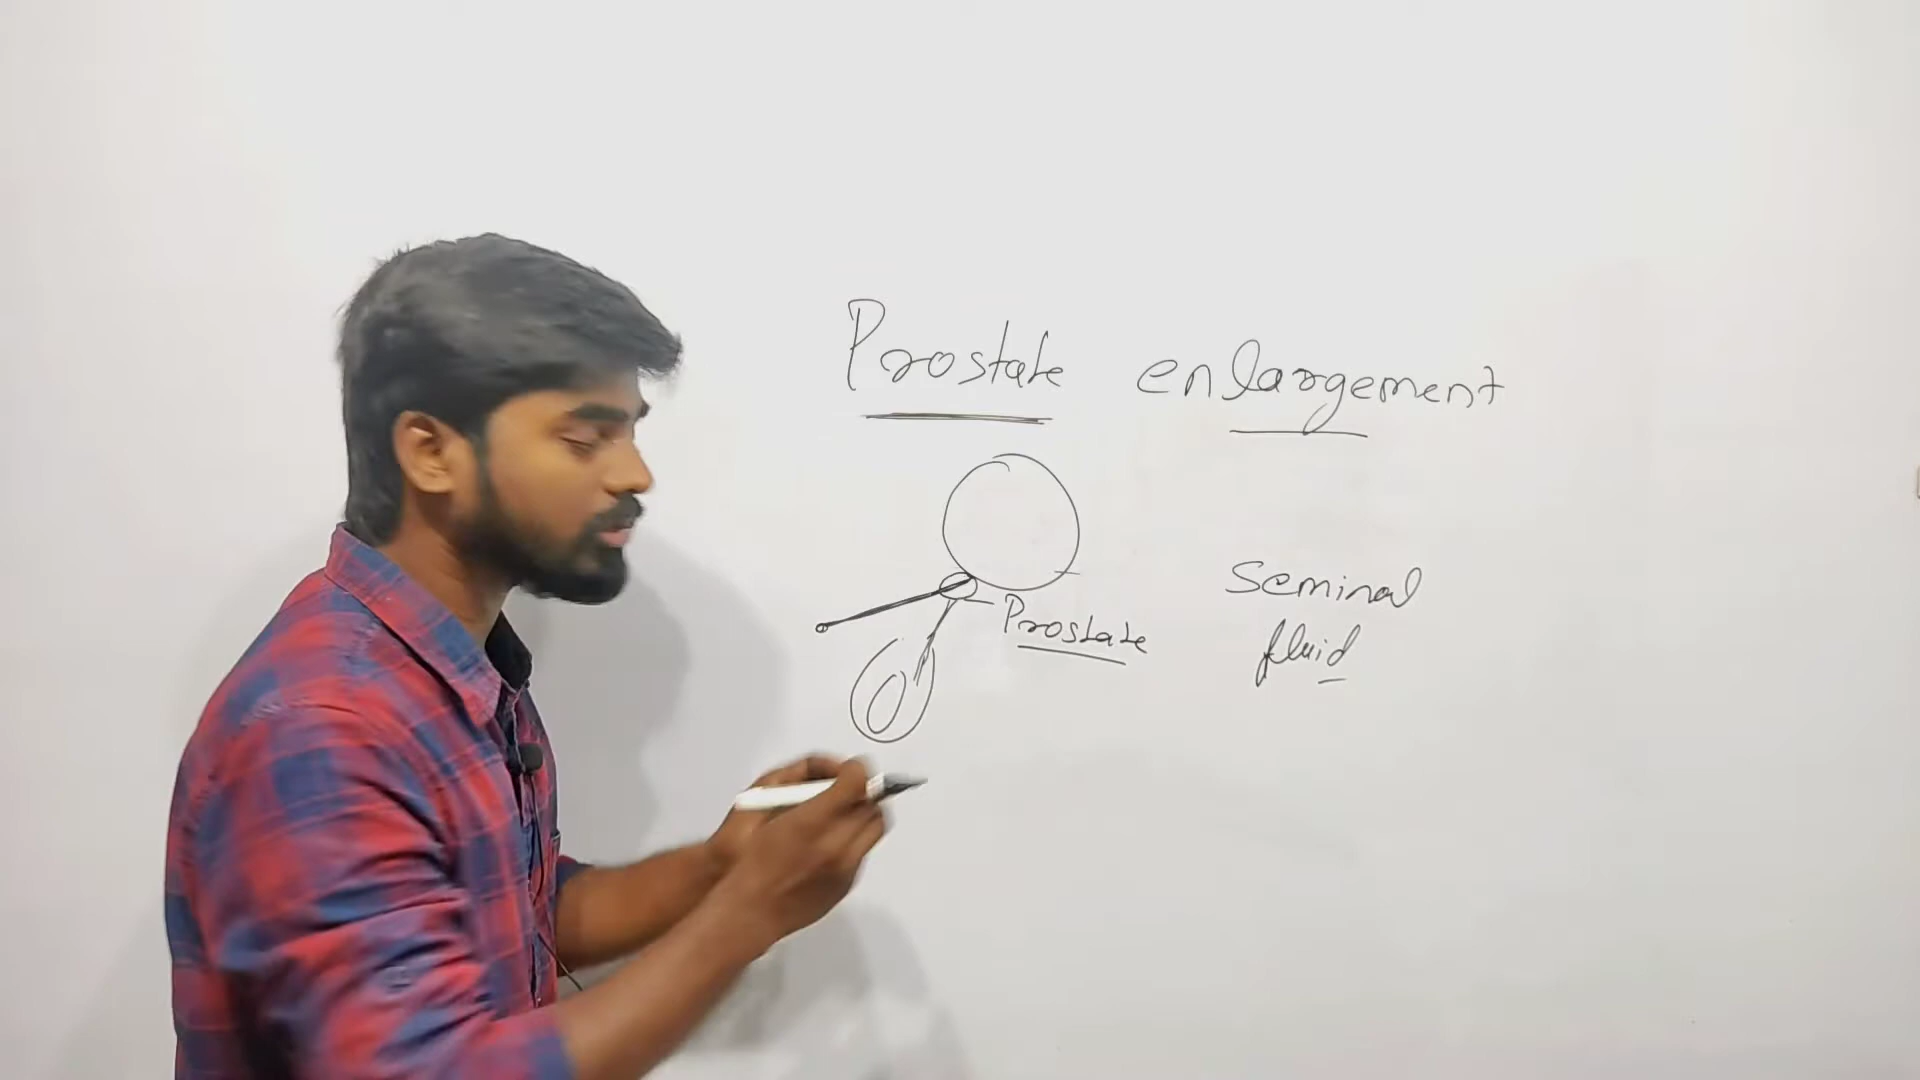 Prostate enlargement
Prostate
Seminal
fluid